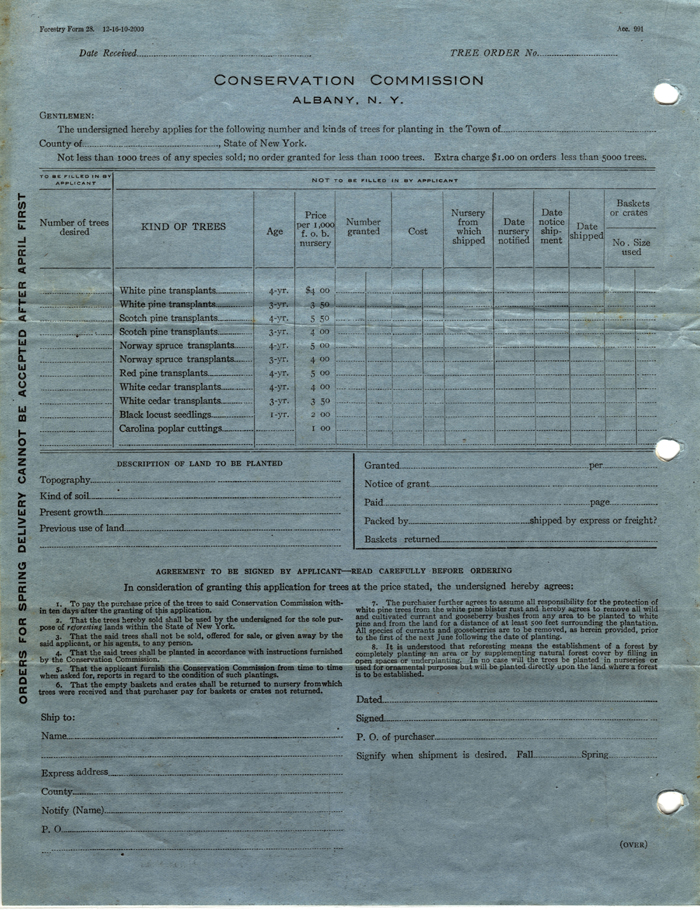 Forestry Form 28. 12-16-19-2000 Acc. 991
Date Received TREE ORDER No.
CONSERVATION COMMISSION
ALBANY, N. Y.
GENTLEMEN:
The undersigned hereby applies for the following number and kinds of trees for planting in the Town of
County of, State of New York.
Not less than 1000 trees of any species sold; no order granted for less than 1000 trees. Extra charge $1.00 on orders less than 5000 trees.
ORDERS FOR SPRING DELIVERY CANNOT BE ACCEPTED AFTER APRIL FIRST
TO BE FILLED IN BY APPLICANT
NOT TO BE FILLED IN BY APPLICANT
Number of trees desired
KIND OF TREES
Age
Price per 1,000 f. o. b. nursery
Number granted
Cost
Nursery from which shipped
Date nursery notified
Date notice shipment
Date shipped
Baskets or crates
No. Size used
White pine transplants 4-yr. $4 00
White pine transplants 3-yr. 3 50
Scotch pine transplants 4-yr. 5 50
Scotch pine transplants 3-yr. 4 00
Norway spruce transplants 4-yr. 5 00
Norway spruce transplants 3-yr. 4 00
Red pine transplants 4-yr. 5 00
White cedar transplants 4-yr. 4 00
White cedar transplants 3-yr. 3 50
Black locust seedlings 1-yr. 2 00
Carolina poplar cuttings 1 00
DESCRIPTION OF LAND TO BE PLANTED
Topography
Kind of soil
Present growth
Previous use of land
Granted per
Notice of grant
Paid page
Packed by shipped by express or freight?
Baskets returned
AGREEMENT TO BE SIGNED BY APPLICANT—READ CAREFULLY BEFORE ORDERING
In consideration of granting this application for trees at the price stated, the undersigned hereby agrees:
1. To pay the purchase price of the trees to said Conservation Commission with-
in ten days after the granting of this application.
2. That the trees hereby sold shall be used by the undersigned for the sole pur-
pose of reforesting lands within the State of New York.
3. That the said trees shall not be sold, offered for sale, or given away by the
said applicant, or his agents, to any person.
4. That the said trees shall be planted in accordance with instructions furnished
by the Conservation Commission.
5. That the applicant furnish the Conservation Commission from time to time
when asked for, reports in regard to the condition of such plantings.
6. That the empty baskets and crates shall be returned to nursery from which
trees were received and that purchaser pay for baskets or crates not returned.
7. The purchaser further agrees to assume all responsibility for the protection of
white pine trees from the white pine blister rust and hereby agrees to remove all wild
and cultivated currant and gooseberry bushes from any area to be planted to white
pine and from the land for a distance of at least 500 feet surrounding the plantation.
All species of currants and gooseberries are to be removed, as herein provided, prior
to the first of the next June following the date of planting.
8. It is understood that reforesting means the establishment of a forest by
completely planting an area or by supplementing natural forest cover by filling in
open spaces or underplanting. In no case will the trees be planted in nurseries or
used for ornamental purposes but will be planted directly upon the land where a forest
is to be established.
Ship to:
Name
Express address
County
Notify (Name)
P. O
Dated
Signed
P. O. of purchaser
Signify when shipment is desired. Fall Spring
(OVER)